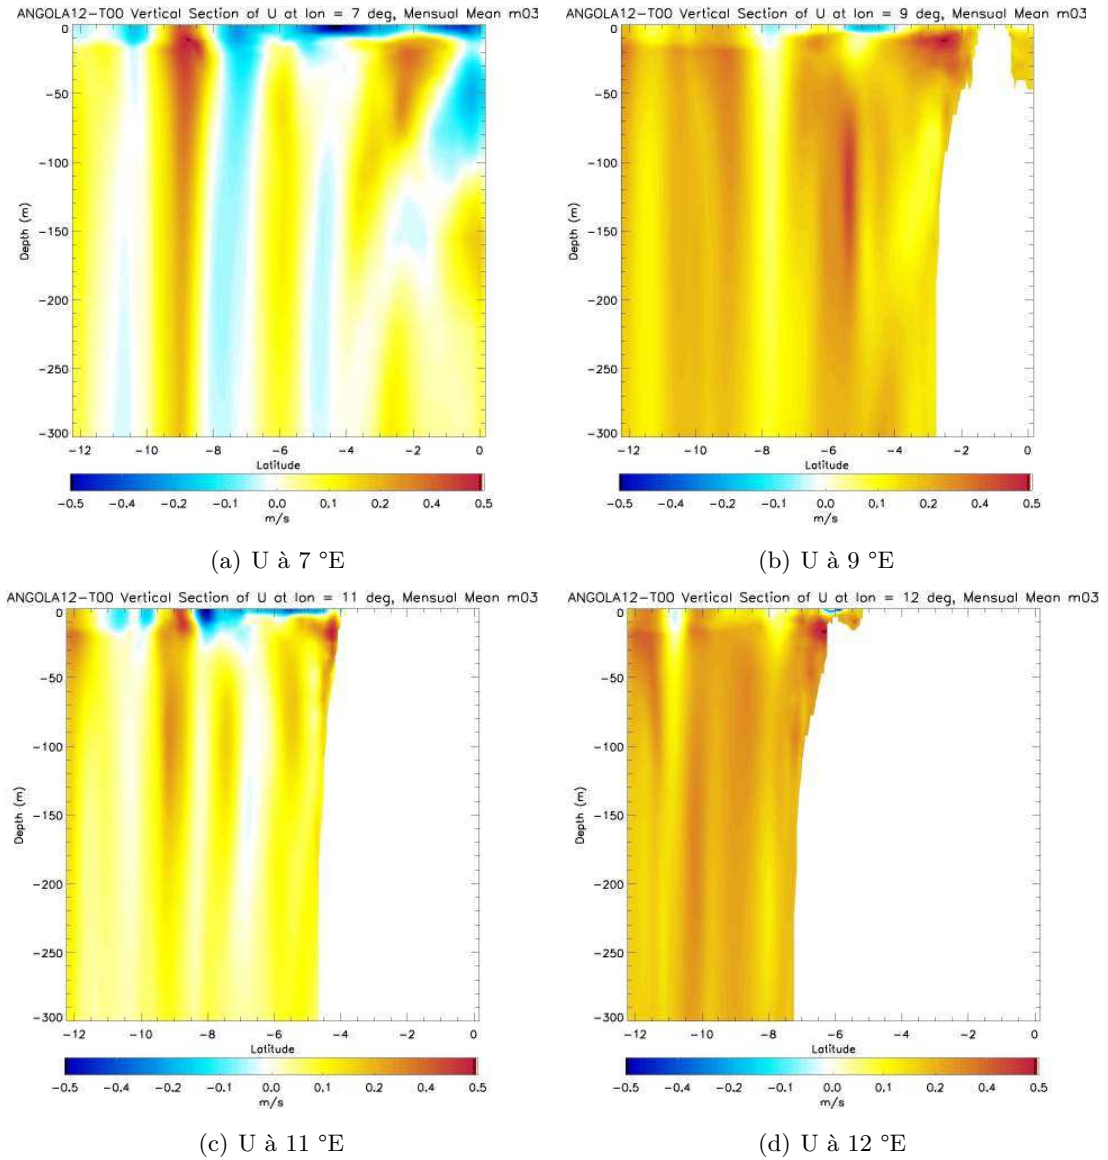 ANGOLA12-T00 Vertical Section of U at lon = 7 deg, Mensual Mean m03
0
-50
-100
-150
-200
-250
-300
Depth (m)
-12 -10 -8 -6 -4 -2 0
Latitude
-0.5 -0.4 -0.2 -0.1 0.0 0.1 0.2 0.4 0.5
m/s
(a) U à 7 °E
ANGOLA12-T00 Vertical Section of U at lon = 9 deg, Mensual Mean m03
0
-50
-100
-150
-200
-250
-300
Depth (m)
-12 -10 -8 -6 -4 -2 0
Latitude
-0.5 -0.4 -0.2 -0.1 0.0 0.1 0.2 0.4 0.5
m/s
(b) U à 9 °E
ANGOLA12-T00 Vertical Section of U at lon = 11 deg, Mensual Mean m03
0
-50
-100
-150
-200
-250
-300
Depth (m)
-12 -10 -8 -6 -4 -2 0
Latitude
-0.5 -0.4 -0.2 -0.1 0.0 0.1 0.2 0.4 0.5
m/s
(c) U à 11 °E
ANGOLA12-T00 Vertical Section of U at lon = 12 deg, Mensual Mean m03
0
-50
-100
-150
-200
-250
-300
Depth (m)
-12 -10 -8 -6 -4 -2 0
Latitude
-0.5 -0.4 -0.2 -0.1 0.0 0.1 0.2 0.4 0.5
m/s
(d) U à 12 °E